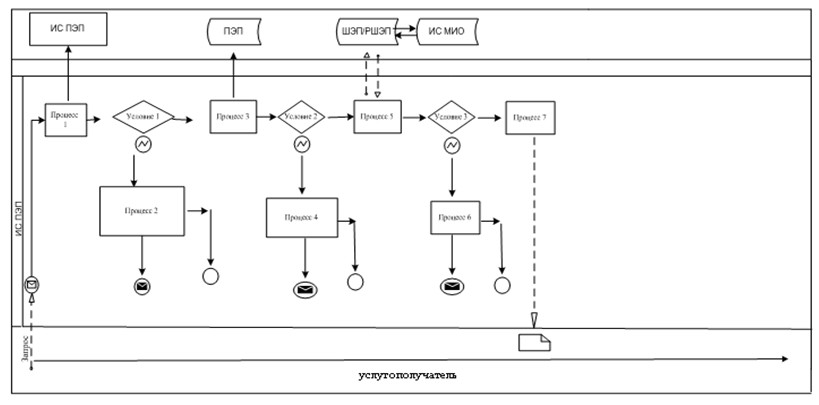 ИС ПЭП
ПЭП
ШЭП/РШЭП
ИС МИО
Процесс
1
Условие 1
Процесс 3
Условие 2
Процесс 5
Условие 3
Процесс 7
Процесс 2
Процесс 4
Процесс 6
ИС ПЭП
Запрос
услугополучатель